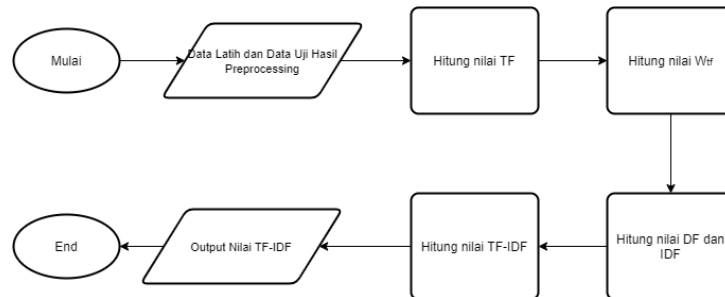 Mulai
Data Latih dan Data Uji Hasil
Preprocessing
Hitung nilai TF
Hitung nilai Wtf
Hitung nilai DF dan
IDF
Hitung nilai TF-IDF
Output Nilai TF-IDF
End